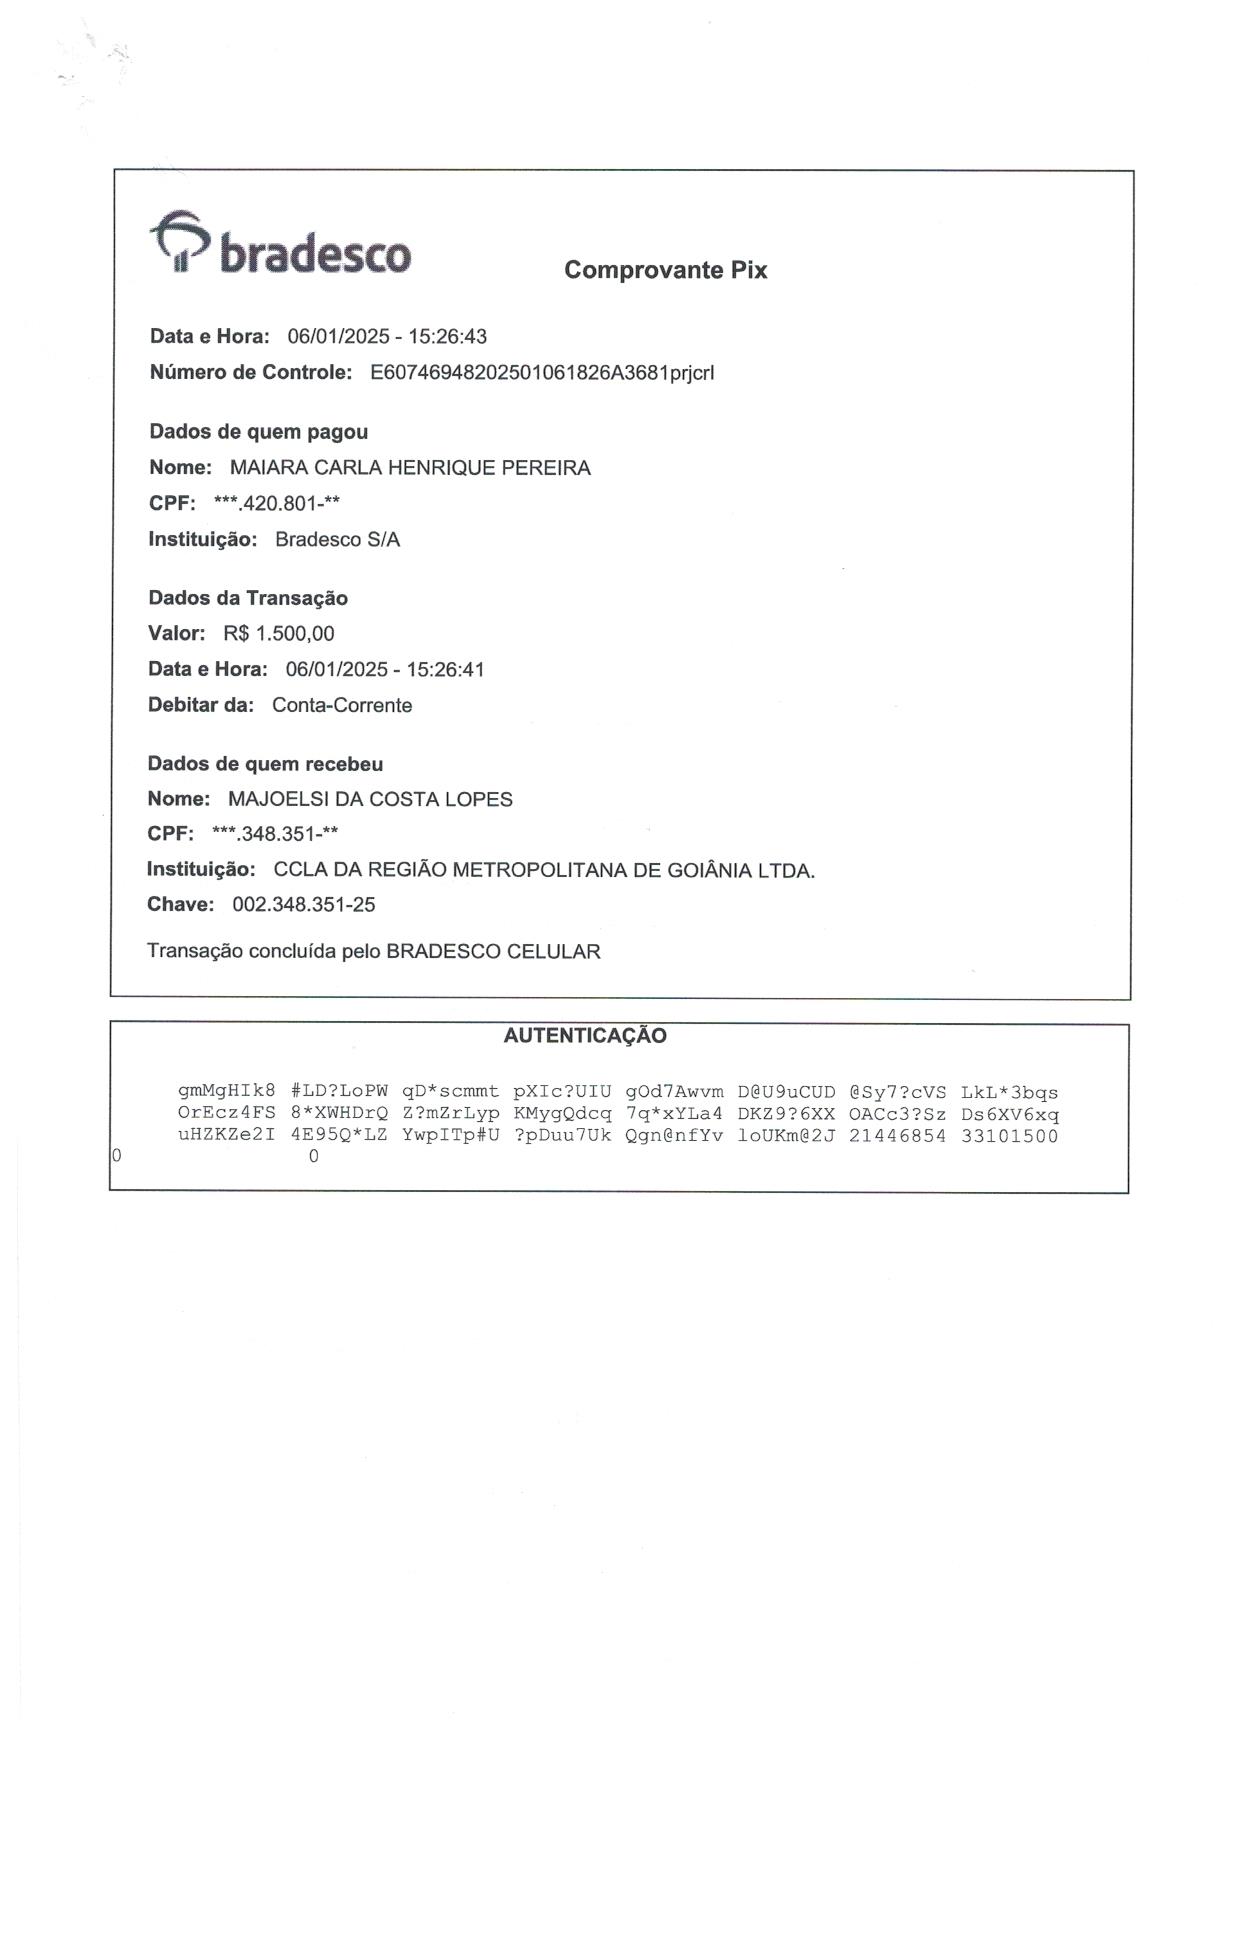 bradesco
Comprovante Pix
Data e Hora: 06/01/2025 - 15:26:43
Número de Controle: E60746948202501061826A3681prjcrl
Dados de quem pagou
Nome: MAIARA CARLA HENRIQUE PEREIRA
CPF: ***.420.801-**
Instituição: Bradesco S/A
Dados da Transação
Valor: R$ 1.500,00
Data e Hora: 06/01/2025 - 15:26:41
Debitar da: Conta-Corrente
Dados de quem recebeu
Nome: MAJOELSI DA COSTA LOPES
CPF: ***.348.351-**
Instituição: CCLA DA REGIÃO METROPOLITANA DE GOIÂNIA LTDA.
Chave: 002.348.351-25
Transação concluída pelo BRADESCO CELULAR
AUTENTICAÇÃO
gmMgHIk8 #LD?LoPW qD*scmmt pXIc?UIU gOd7Awvm D@U9uCUD @Sy7?cVS LkL*3bqs
OrEcz4FS 8*XWHDrQ Z?mZrLyp KMygQdcq 7q*xYLa4 DKZ9?6XX OACc3?Sz Ds6XV6xq
uHZKZe2I 4E95Q*LZ YwpITp#U ?pDuu7Uk Qgn@nfYv loUKm@2J 21446854 33101500
0 0